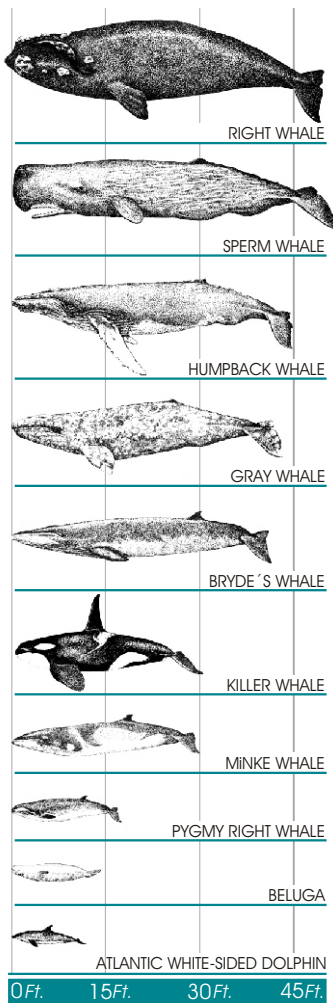 RIGHT WHALE
SPERM WHALE
HUMPBACK WHALE
GRAY WHALE
BRYDE´S WHALE
KILLER WHALE
MiNKE WHALE
PYGMY RIGHT WHALE
BELUGA
ATLANTIC WHITE-SIDED DOLPHIN
0Ft. 15Ft. 30Ft. 45Ft.